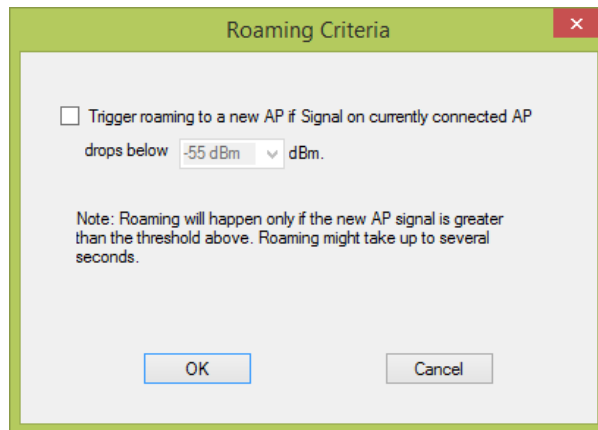 Roaming Criteria
Trigger roaming to a new AP if Signal on currently connected AP
drops below -55 dBm dBm.
Note: Roaming will happen only if the new AP signal is greater
than the threshold above. Roaming might take up to several
seconds.
OK Cancel